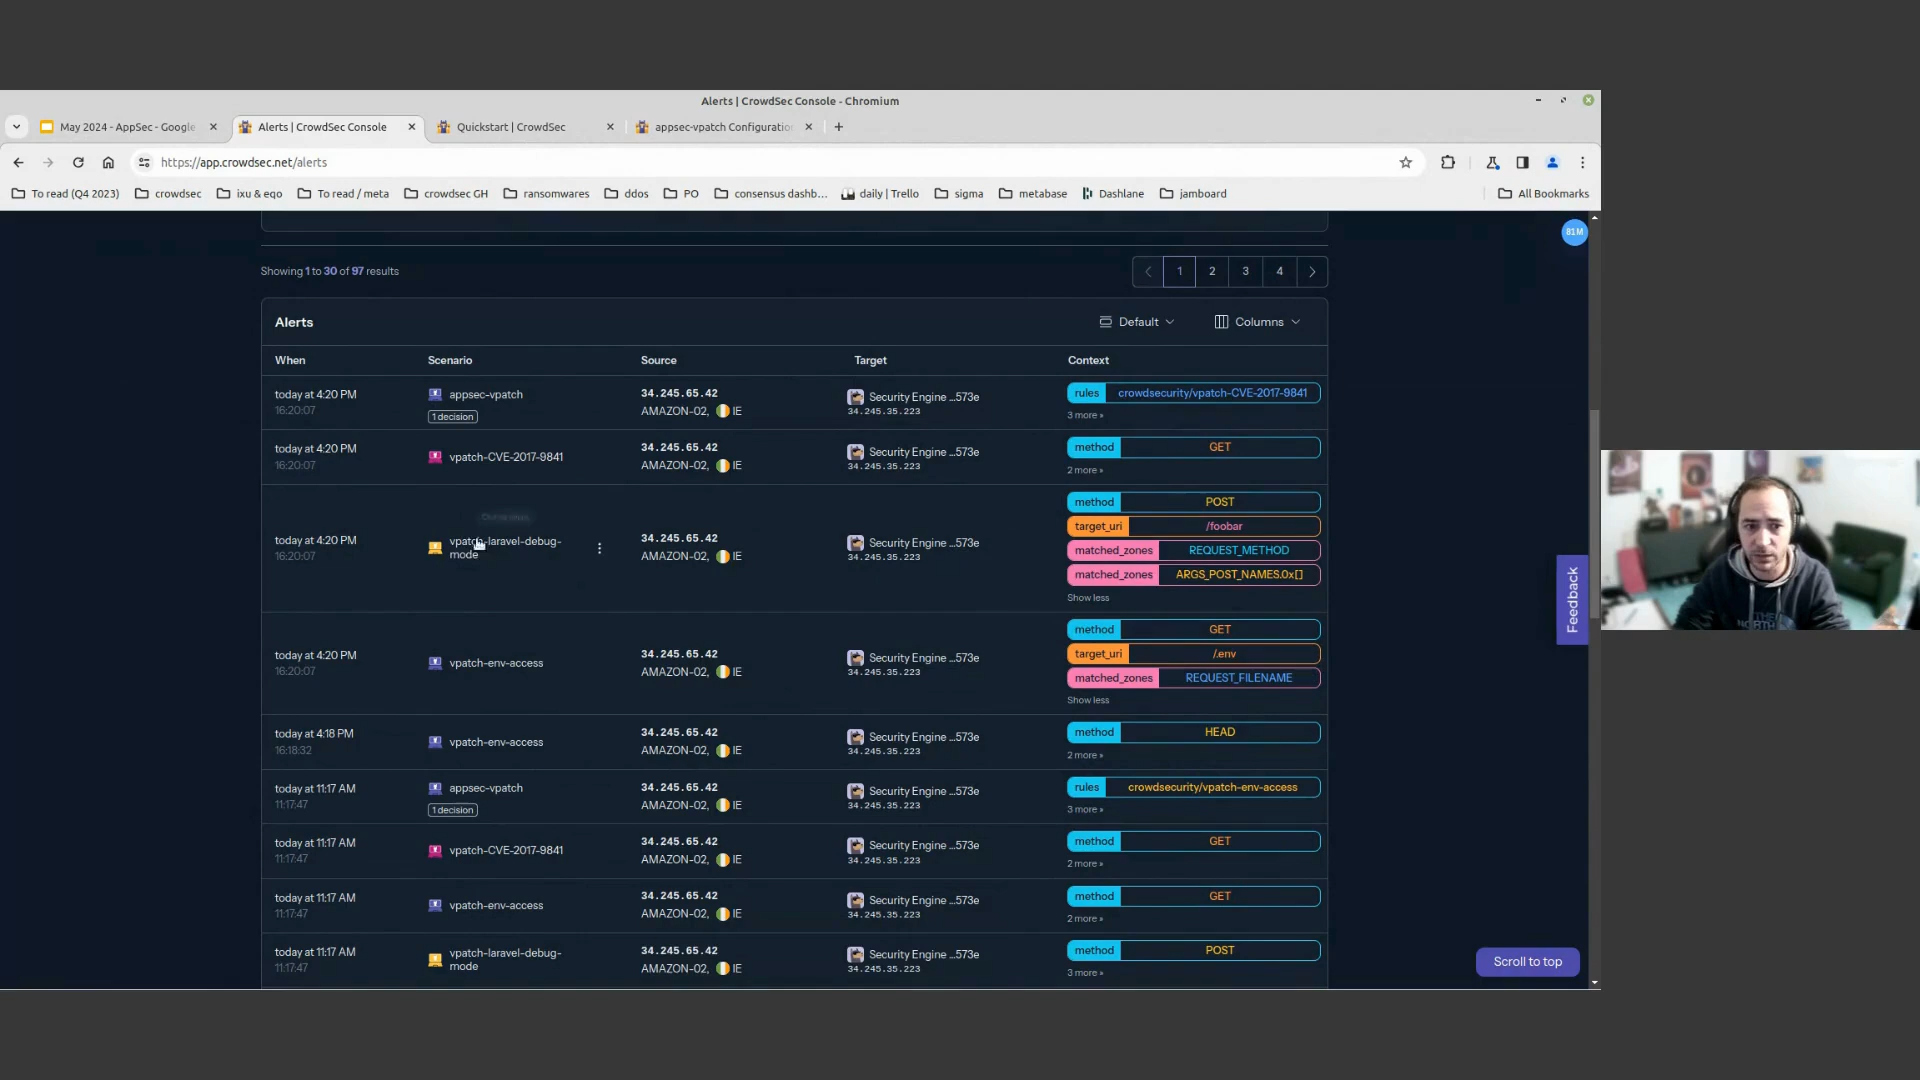 Alerts | CrowdSec Console - Chromium
May 2024 - AppSec - Google
Alerts | CrowdSec Console
Quickstart | CrowdSec
appsec-vpatch Configuratio
https://app.crowdsec.net/alerts
To read (Q4 2023) crowdsec ixu & eqo To read / meta crowdsec GH ransomwares ddos PO consensus dashb... daily | Trello sigma metabase Dashlane jamboard All Bookmarks
81M
Showing 1 to 30 of 97 results
1 2 3 4
Alerts Default Columns
When Scenario Source Target Context
today at 4:20 PM appsec-vpatch 34.245.65.42 Security Engine ...573e rules crowdsecurity/vpatch-CVE-2017-9841
16:20:07 1 decision AMAZON-02, IE 34.245.35.223 3 more »
today at 4:20 PM vpatch-CVE-2017-9841 34.245.65.42 Security Engine ...573e method GET
16:20:07 AMAZON-02, IE 34.245.35.223 2 more »
method POST
target_uri /foobar
today at 4:20 PM vpatch-laravel-debug- 34.245.65.42 Security Engine ...573e matched_zones REQUEST_METHOD
16:20:07 mode AMAZON-02, IE 34.245.35.223 matched_zones ARGS_POST_NAMES.0x[]
Show less
method GET
today at 4:20 PM vpatch-env-access 34.245.65.42 Security Engine ...573e target_uri /.env
16:20:07 AMAZON-02, IE 34.245.35.223 matched_zones REQUEST_FILENAME
Show less
today at 4:18 PM vpatch-env-access 34.245.65.42 Security Engine ...573e method HEAD
16:18:32 AMAZON-02, IE 34.245.35.223 2 more »
today at 11:17 AM appsec-vpatch 34.245.65.42 Security Engine ...573e rules crowdsecurity/vpatch-env-access
11:17:47 1 decision AMAZON-02, IE 34.245.35.223 3 more »
today at 11:17 AM vpatch-CVE-2017-9841 34.245.65.42 Security Engine ...573e method GET
11:17:47 AMAZON-02, IE 34.245.35.223 2 more »
today at 11:17 AM vpatch-env-access 34.245.65.42 Security Engine ...573e method GET
11:17:47 AMAZON-02, IE 34.245.35.223 2 more »
today at 11:17 AM vpatch-laravel-debug- 34.245.65.42 Security Engine ...573e method POST
11:17:47 mode AMAZON-02, IE 34.245.35.223 3 more »
Feedback
Scroll to top